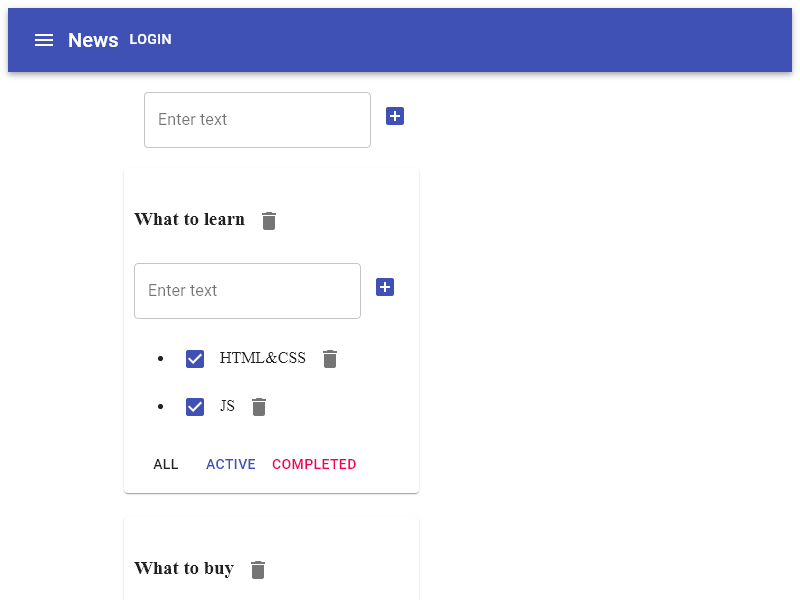 News LOGIN
Enter text
What to learn
Enter text
HTML&CSS
JS
ALL ACTIVE COMPLETED
What to buy